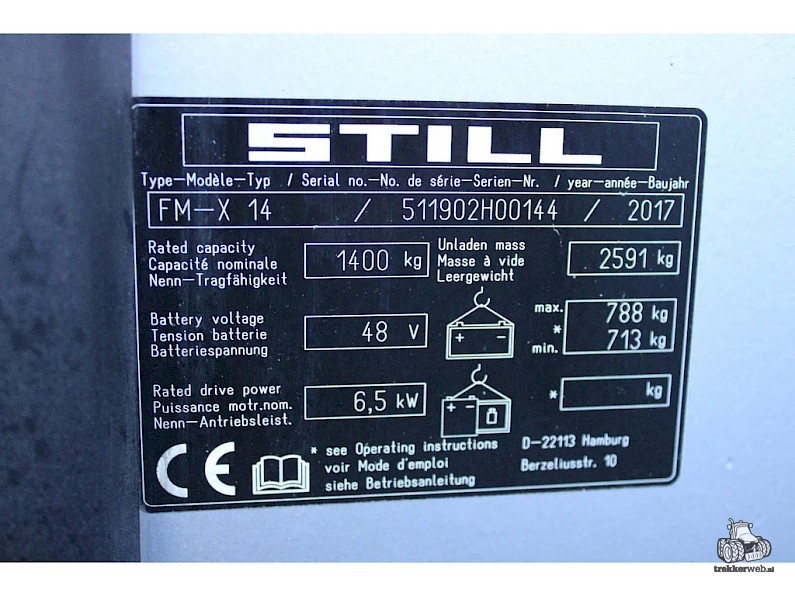 STILL
Type-Modèle-Typ / Serial no.-No. de série-Serien-Nr. / year-année-Baujahr
FM-X 14 / 511902H00144 / 2017
Rated capacity
Capacité nominale
Nenn-Tragfähigkeit
1400 kg
Unladen mass
Masse à vide
Leergewicht
2591 kg
Battery voltage
Tension batterie
Batteriespannung
48 V
max. 788 kg
*
min. 713 kg
Rated drive power
Puissance motr.nom.
Nenn-Antriebsleist.
6,5 kW
* kg
CE
* see Operating instructions
voir Mode d'emploi
siehe Betriebsanleitung
D-22113 Hamburg
Berzeliusstr. 10
trekkerweb.nl